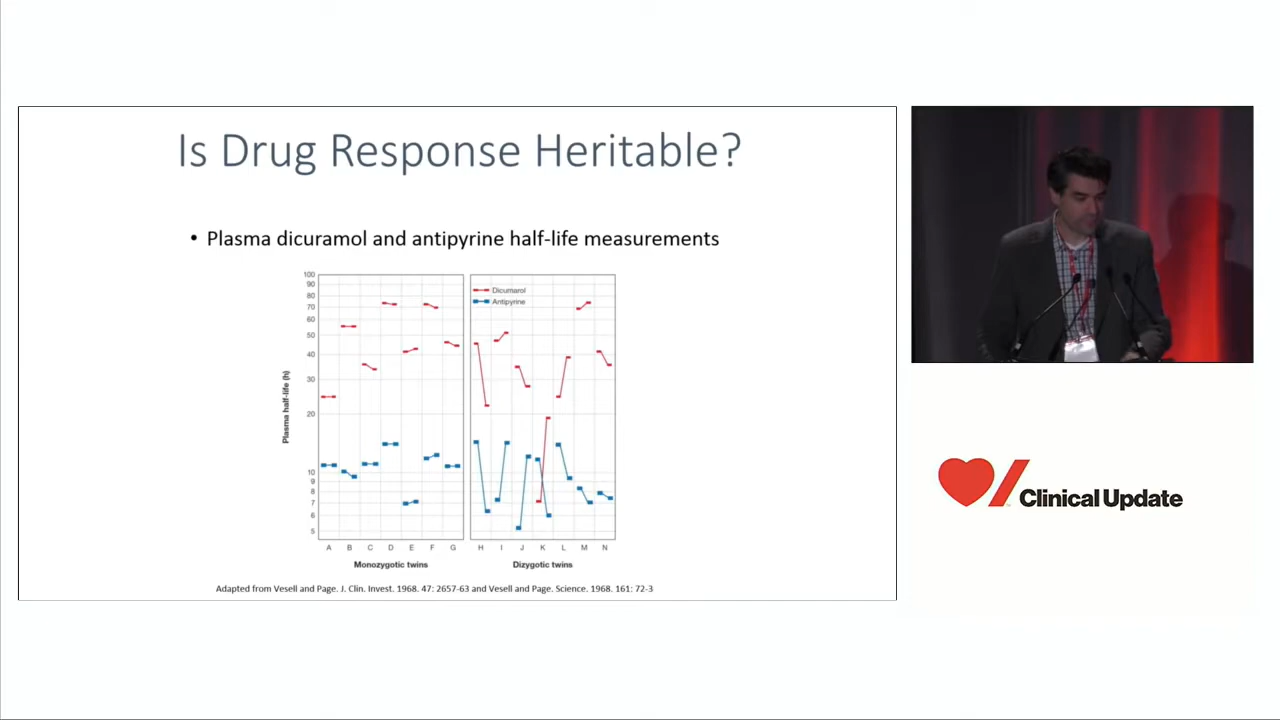 Is Drug Response Heritable?
• Plasma dicuramol and antipyrine half-life measurements
100
90
80
70
60
50
40
30
20
10
9
8
7
6
5
Plasma half-life (h)
Dicumarol
Antipyrine
A B C D E F G
H I J K L M N
Monozygotic twins
Dizygotic twins
Adapted from Vesell and Page. J. Clin. Invest. 1968. 47: 2657-63 and Vesell and Page. Science. 1968. 161: 72-3
Clinical Update